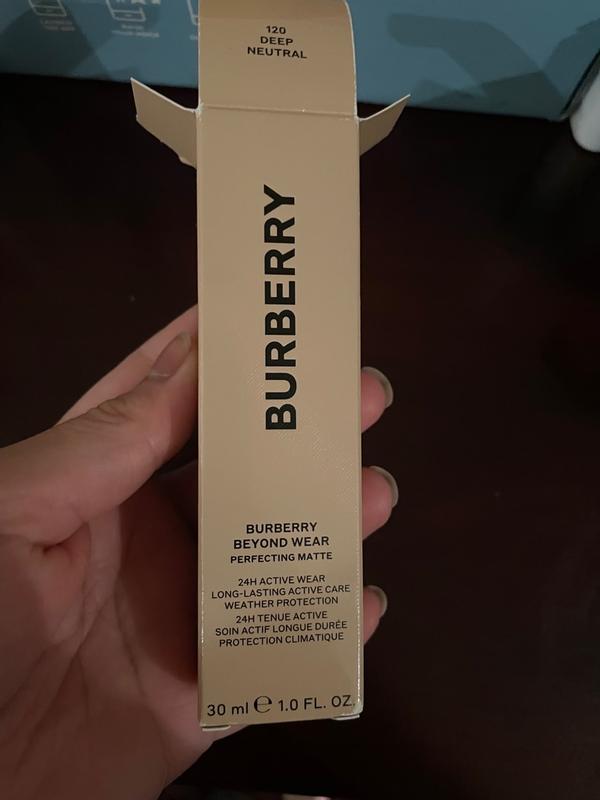 120
DEEP
NEUTRAL
BURBERRY
BURBERRY
BEYOND WEAR
PERFECTING MATTE
24H ACTIVE WEAR
LONG-LASTING ACTIVE CARE
WEATHER PROTECTION
24H TENUE ACTIVE
SOIN ACTIF LONGUE DURÉE
PROTECTION CLIMATIQUE
30 ml ℮ 1.0 FL. OZ.